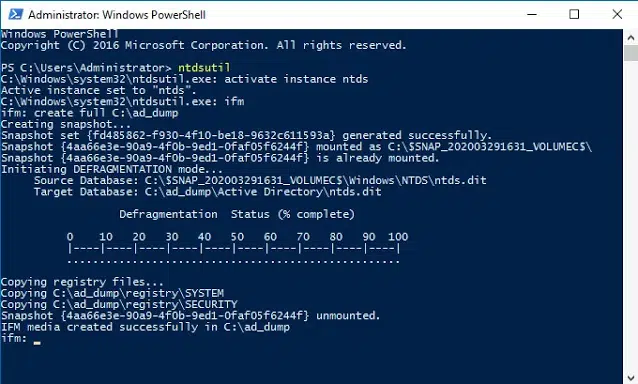 Administrator: Windows PowerShell
Windows PowerShell
Copyright (C) 2016 Microsoft Corporation. All rights reserved.
PS C:\Users\Administrator> ntdsutil
C:\Windows\system32\ntdsutil.exe: activate instance ntds
Active instance set to "ntds".
C:\Windows\system32\ntdsutil.exe: ifm
ifm: create full C:\ad_dump
Creating snapshot...
Snapshot set {fd485862-f930-4f10-be18-9632c611593a} generated successfully.
Snapshot {4aa66e3e-90a9-4f0b-9ed1-0faf05f6244f} mounted as C:\$SNAP_202003291631_VOLUMEC$\
Snapshot {4aa66e3e-90a9-4f0b-9ed1-0faf05f6244f} is already mounted.
Initiating DEFRAGMENTATION mode...
Source Database: C:\$SNAP_202003291631_VOLUMEC$\Windows\NTDS\ntds.dit
Target Database: C:\ad_dump\Active Directory\ntds.dit
Defragmentation Status (% complete)
0 10 20 30 40 50 60 70 80 90 100
|----|----|----|----|----|----|----|----|----|----|
...................................................
Copying registry files...
Copying C:\ad_dump\registry\SYSTEM
Copying C:\ad_dump\registry\SECURITY
Snapshot {4aa66e3e-90a9-4f0b-9ed1-0faf05f6244f} unmounted.
IFM media created successfully in C:\ad_dump
ifm: _